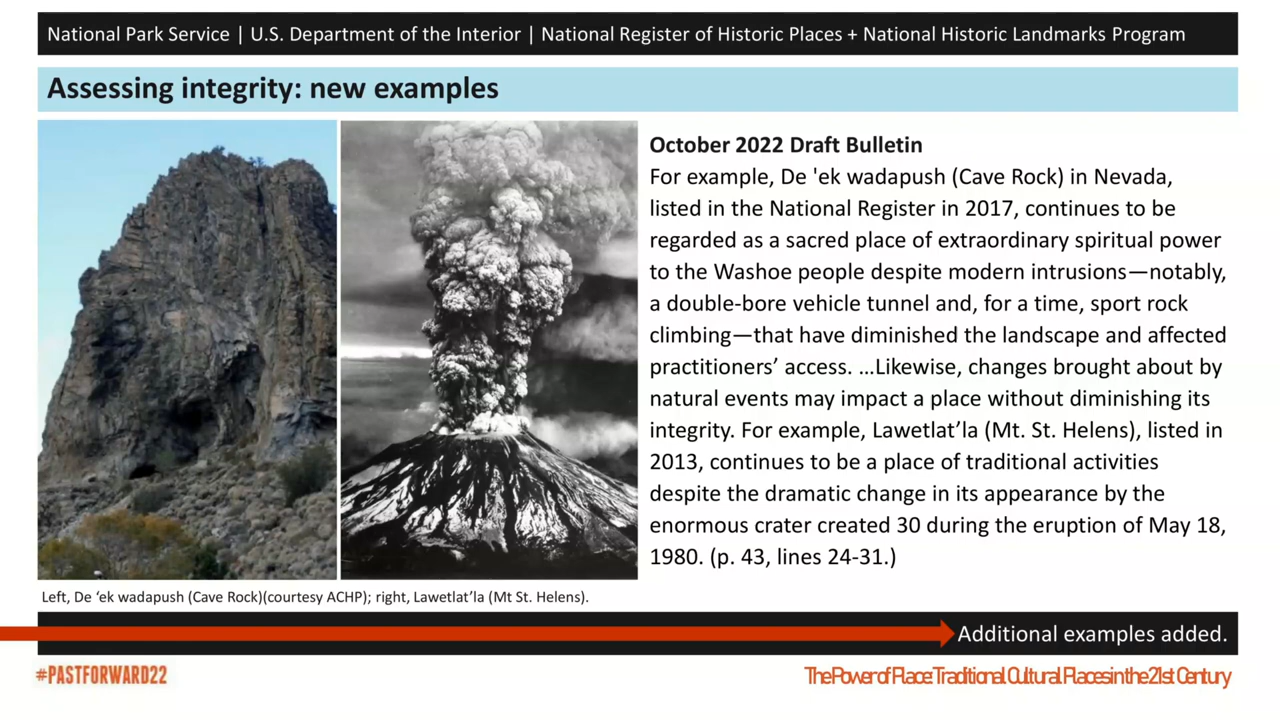 National Park Service | U.S. Department of the Interior | National Register of Historic Places + National Historic Landmarks Program
Assessing integrity: new examples
October 2022 Draft Bulletin
For example, De 'ek wadapush (Cave Rock) in Nevada,
listed in the National Register in 2017, continues to be
regarded as a sacred place of extraordinary spiritual power
to the Washoe people despite modern intrusions—notably,
a double-bore vehicle tunnel and, for a time, sport rock
climbing—that have diminished the landscape and affected
practitioners’ access. …Likewise, changes brought about by
natural events may impact a place without diminishing its
integrity. For example, Lawetlat’la (Mt. St. Helens), listed in
2013, continues to be a place of traditional activities
despite the dramatic change in its appearance by the
enormous crater created 30 during the eruption of May 18,
1980. (p. 43, lines 24-31.)
Left, De ‘ek wadapush (Cave Rock)(courtesy ACHP); right, Lawetlat’la (Mt St. Helens).
Additional examples added.
#PASTFORWARD22
The Power of Place: Traditional Cultural Places in the 21st Century